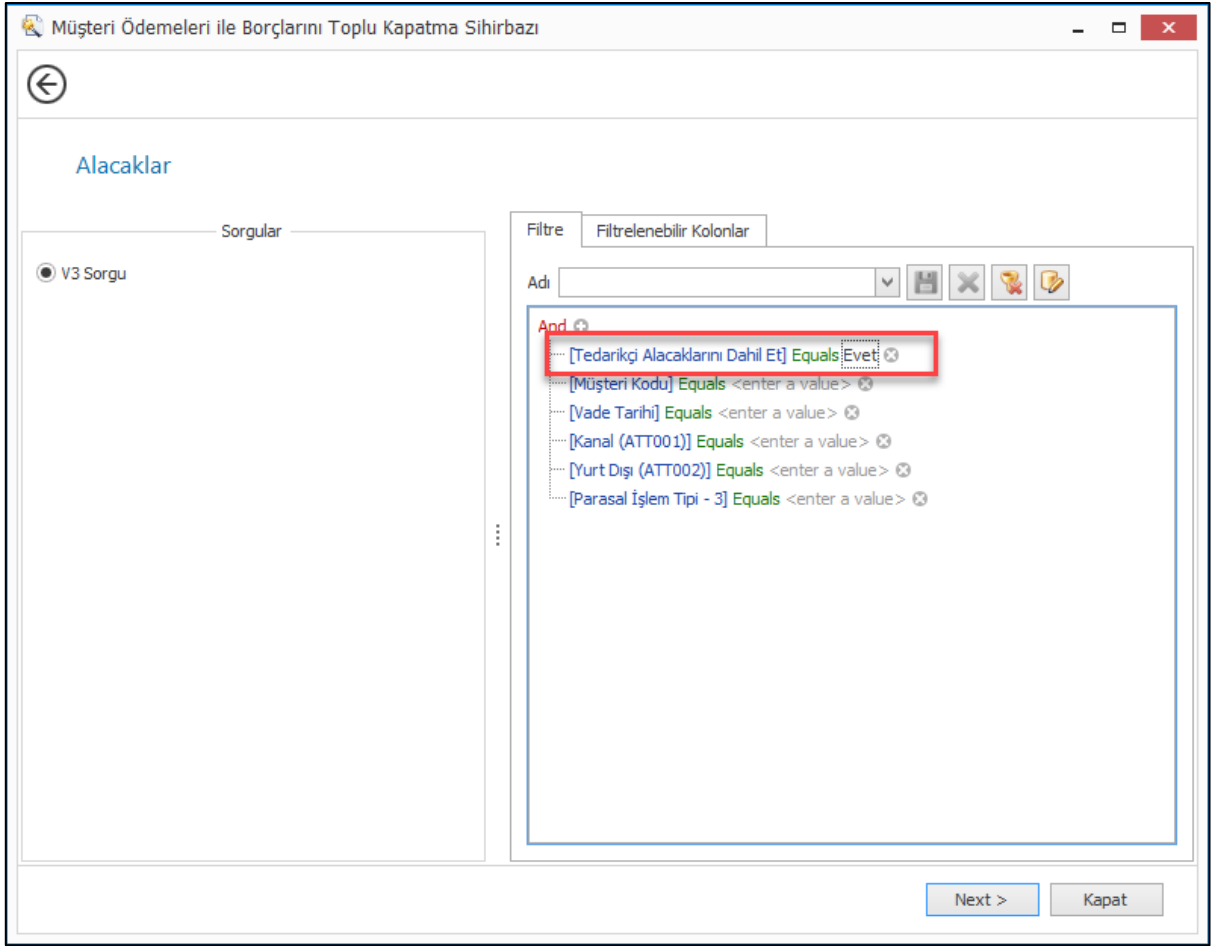 Müşteri Ödemeleri ile Borçlarını Toplu Kapatma Sihirbazı
Alacaklar
Sorgular
V3 Sorgu
Filtre
Filtrelenebilir Kolonlar
Adı
And
[Tedarikçi Alacaklarını Dahil Et] Equals Evet
[Müşteri Kodu] Equals <enter a value>
[Vade Tarihi] Equals <enter a value>
[Kanal (ATT001)] Equals <enter a value>
[Yurt Dışı (ATT002)] Equals <enter a value>
[Parasal İşlem Tipi - 3] Equals <enter a value>
Next >
Kapat